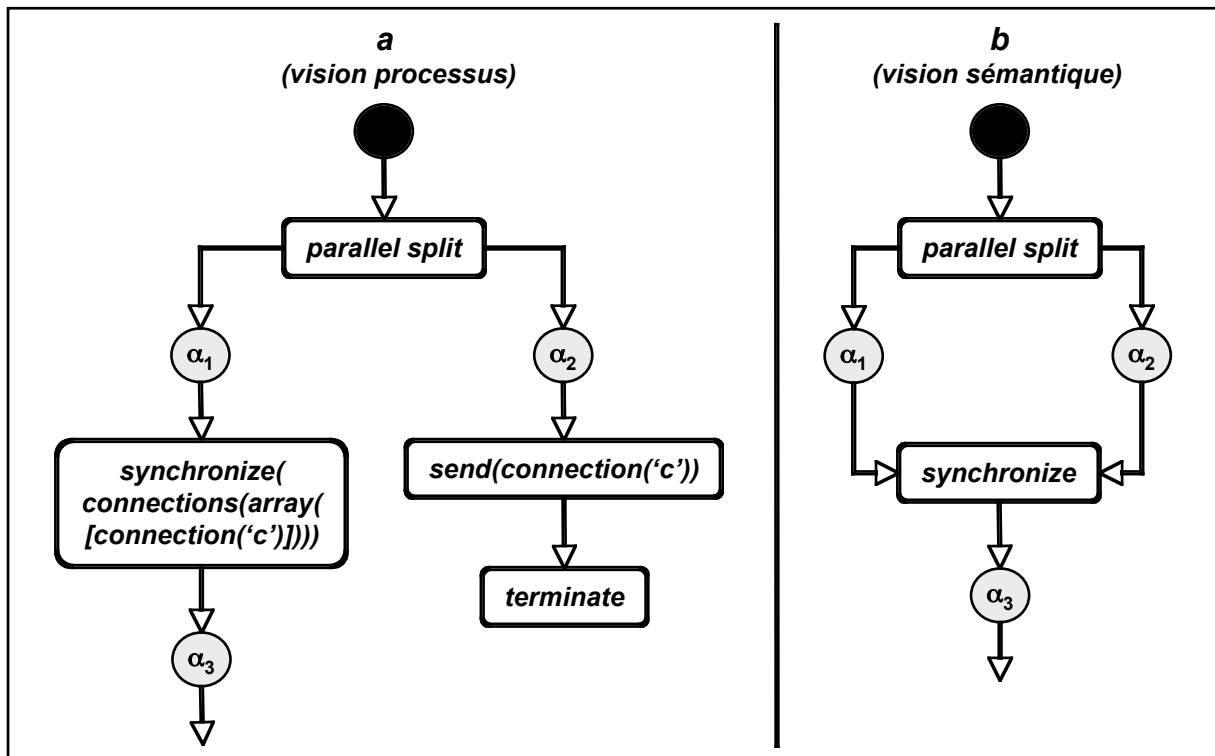 a
(vision processus)
parallel split
α1
α2
synchronize(
connections(array(
[connection(‘c’)])))
send(connection(‘c’))
terminate
α3
b
(vision sémantique)
parallel split
α1
α2
synchronize
α3